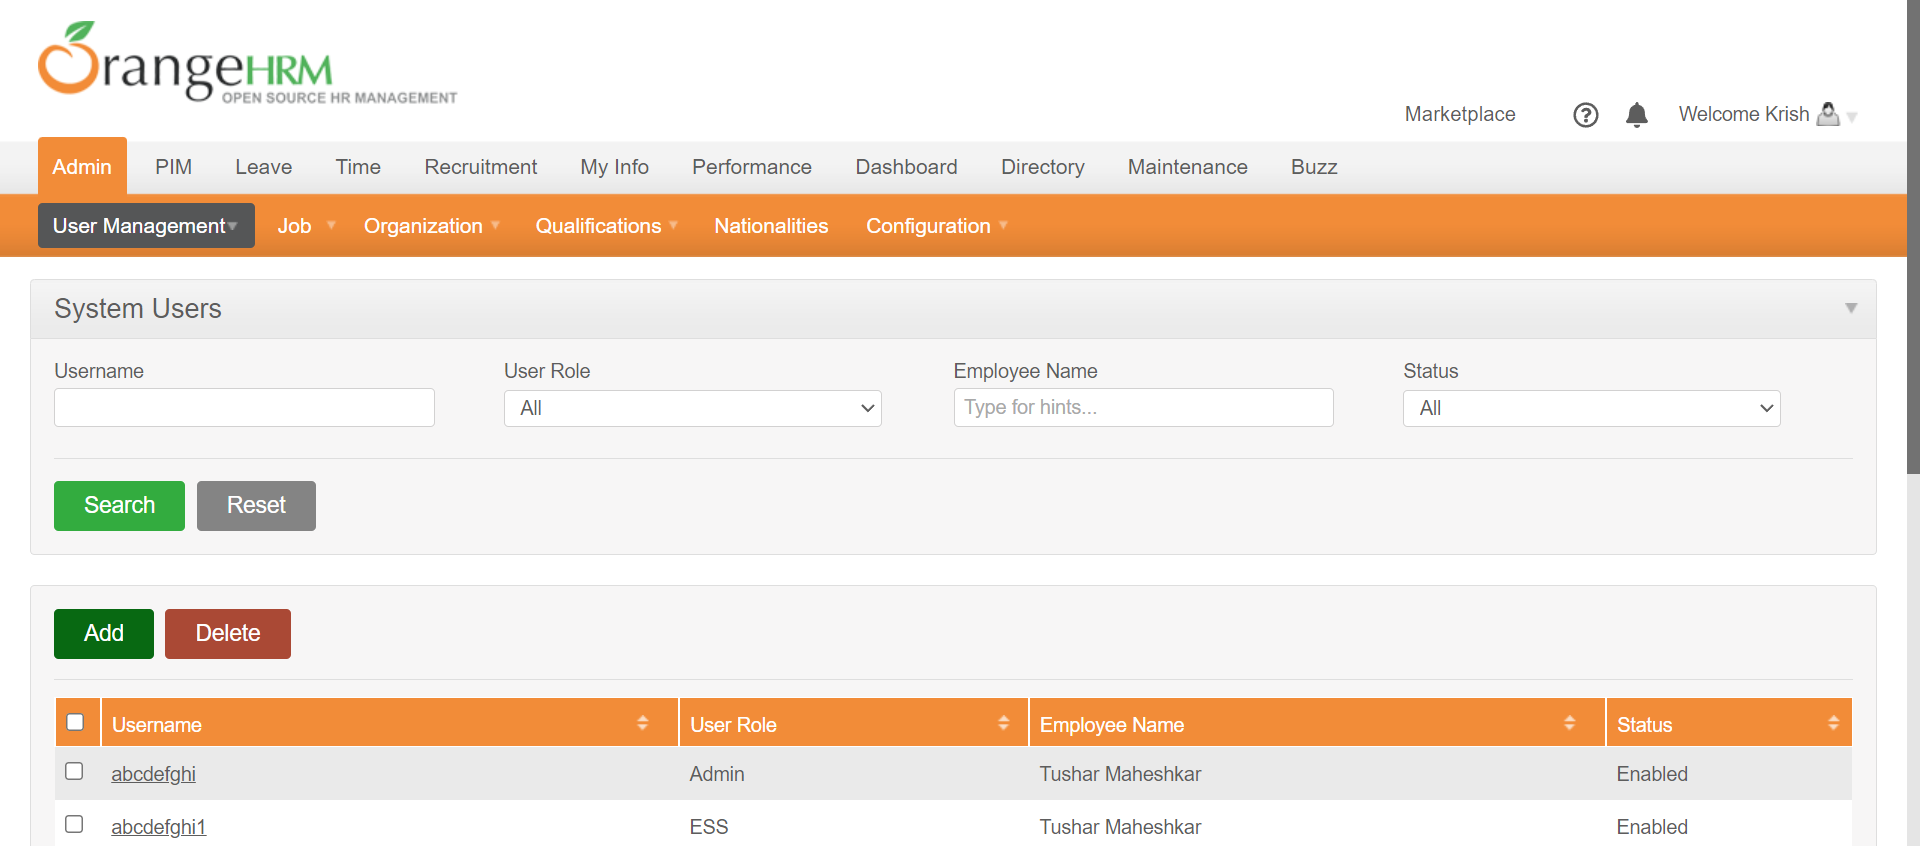 OrangeHRM
OPEN SOURCE HR MANAGEMENT
Marketplace ? Welcome Krish
Admin PIM Leave Time Recruitment My Info Performance Dashboard Directory Maintenance Buzz
User Management Job Organization Qualifications Nationalities Configuration
System Users
Username User Role Employee Name Status
All Type for hints... All
Search Reset
Add Delete
Username User Role Employee Name Status
abcdefghi Admin Tushar Maheshkar Enabled
abcdefghi1 ESS Tushar Maheshkar Enabled